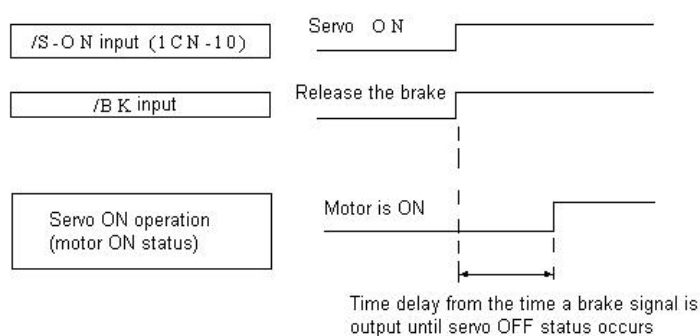 /S-ON input (1CN-10)
Servo ON
/BK input
Release the brake
Servo ON operation
(motor ON status)
Motor is ON
Time delay from the time a brake signal is
output until servo OFF status occurs